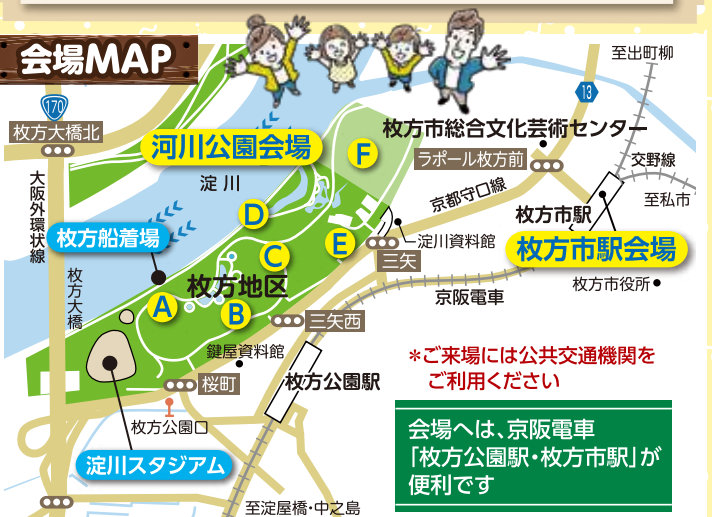 会場MAP
至出町柳
170
13
枚方大橋北
枚方市総合文化芸術センター
河川公園会場
F
ラポール枚方前
交野線
大阪外環状線
淀川
京都守口線
至私市
D
枚方市駅
枚方船着場
E
淀川資料館
枚方市駅会場
C
三矢
枚方大橋
枚方地区
枚方市役所
京阪電車
A
B
三矢西
鍵屋資料館
*ご来場には公共交通機関を
ご利用ください
桜町
枚方公園駅
枚方公園口
会場へは、京阪電車
「枚方公園駅・枚方市駅」が
便利です
淀川スタジアム
至淀屋橋・中之島